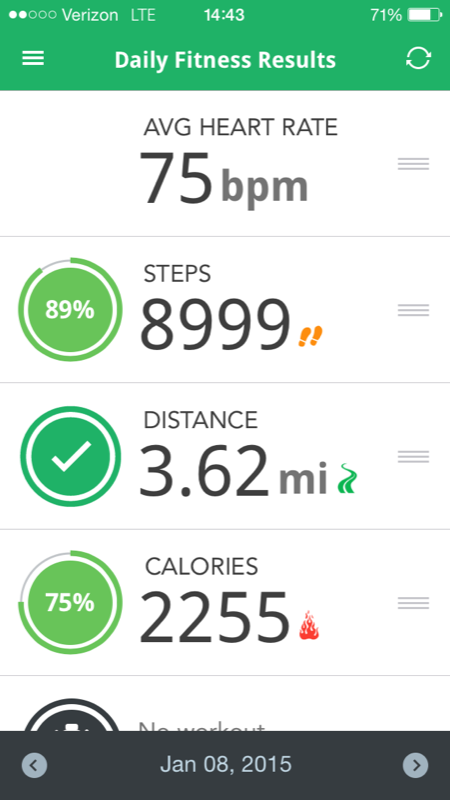 Verizon LTE 14:43 71%
Daily Fitness Results
AVG HEART RATE
75 bpm
STEPS
89%
8999
DISTANCE
3.62 mi
CALORIES
75%
2255
No workout
Jan 08, 2015